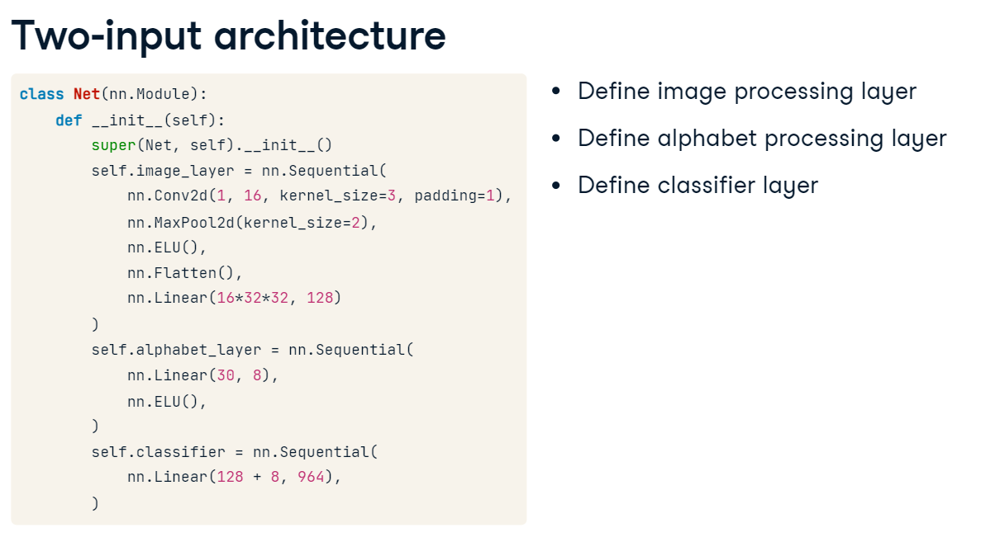 Two-input architecture
class Net(nn.Module):
    def __init__(self):
        super(Net, self).__init__()
        self.image_layer = nn.Sequential(
            nn.Conv2d(1, 16, kernel_size=3, padding=1),
            nn.MaxPool2d(kernel_size=2),
            nn.ELU(),
            nn.Flatten(),
            nn.Linear(16*32*32, 128)
        )
        self.alphabet_layer = nn.Sequential(
            nn.Linear(30, 8),
            nn.ELU(),
        )
        self.classifier = nn.Sequential(
            nn.Linear(128 + 8, 964),
        )
• Define image processing layer
• Define alphabet processing layer
• Define classifier layer